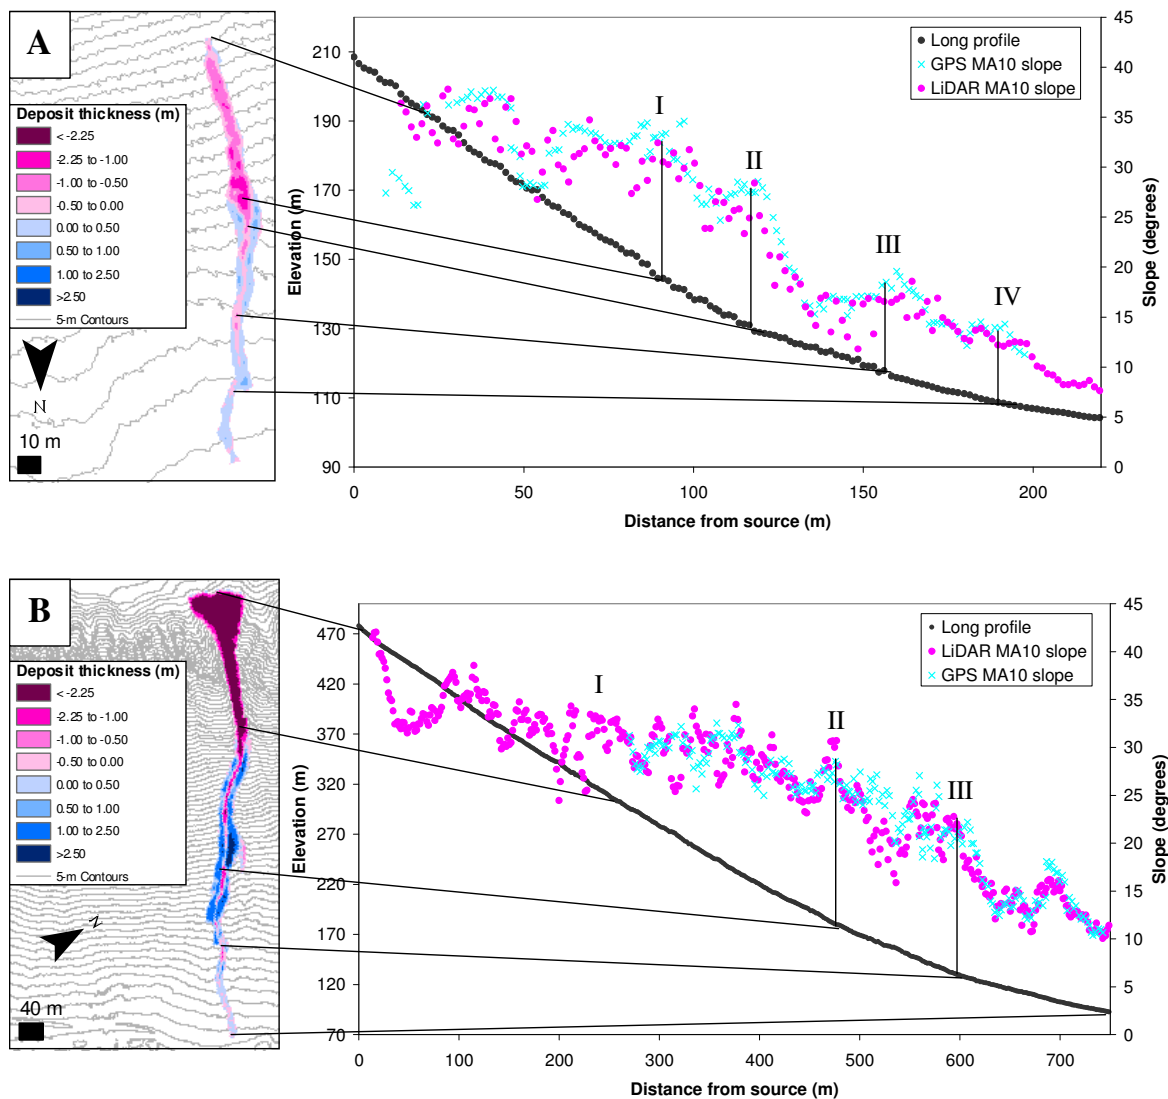 A
Deposit thickness (m)
< -2.25
-2.25 to -1.00
-1.00 to -0.50
-0.50 to 0.00
0.00 to 0.50
0.50 to 1.00
1.00 to 2.50
>2.50
5-m Contours
N
10 m
210
190
170
150
130
110
90
Elevation (m)
0
50
100
150
200
Distance from source (m)
45
40
35
30
25
20
15
10
5
0
Slope (degrees)
Long profile
GPS MA10 slope
LiDAR MA10 slope
I
II
III
IV
B
Deposit thickness (m)
< -2.25
-2.25 to -1.00
-1.00 to -0.50
-0.50 to 0.00
0.00 to 0.50
0.50 to 1.00
1.00 to 2.50
>2.50
5-m Contours
N
40 m
470
420
370
320
270
220
170
120
70
Elevation (m)
0
100
200
300
400
500
600
700
Distance from source (m)
45
40
35
30
25
20
15
10
5
0
Slope (degrees)
Long profile
LiDAR MA10 slope
GPS MA10 slope
I
II
III